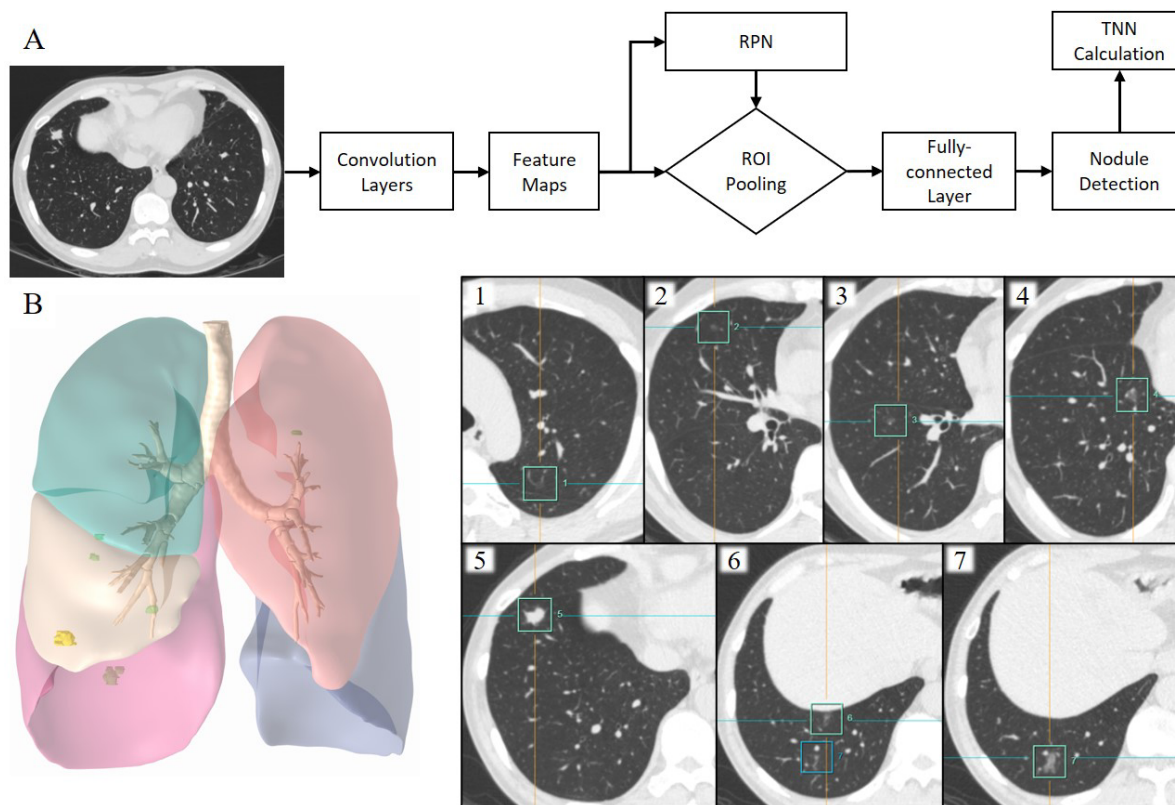 A
RPN
TNN
Calculation
Convolution
Layers
Feature
Maps
ROI
Pooling
Fully-
connected
Layer
Nodule
Detection
B
1
2
3
4
1
2
3
4
5
6
7
5
6
7
7